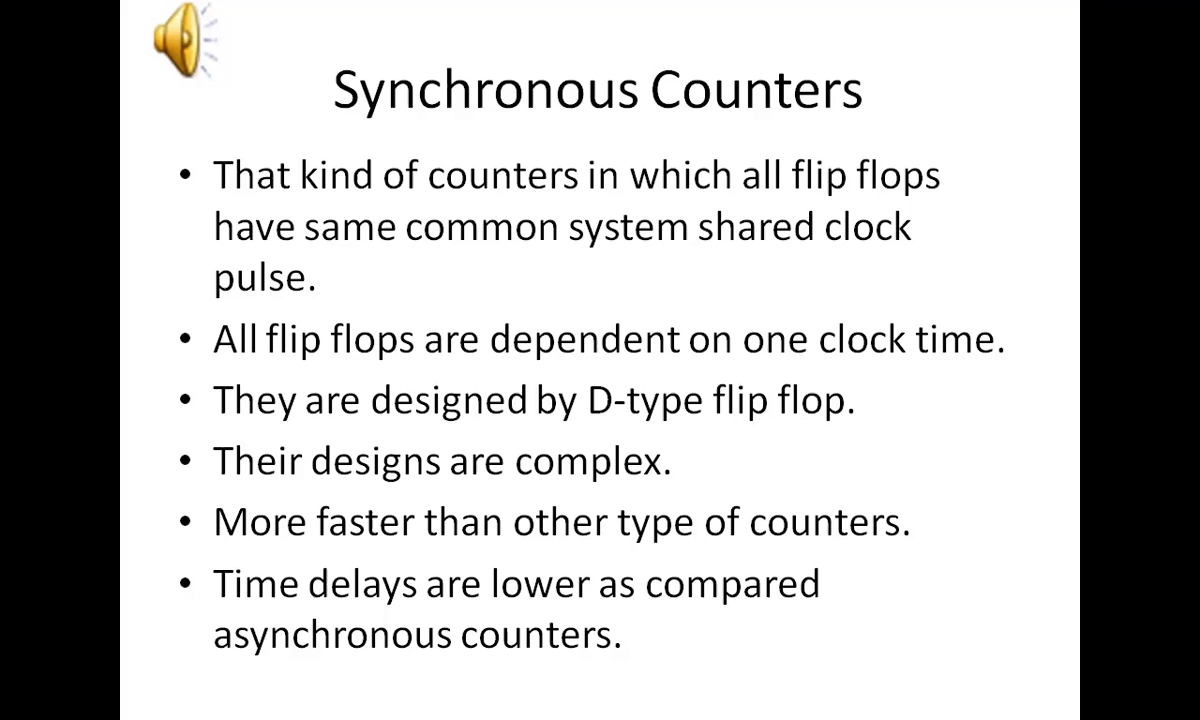 Synchronous Counters
• That kind of counters in which all flip flops
have same common system shared clock
pulse.
• All flip flops are dependent on one clock time.
• They are designed by D-type flip flop.
• Their designs are complex.
• More faster than other type of counters.
• Time delays are lower as compared
asynchronous counters.